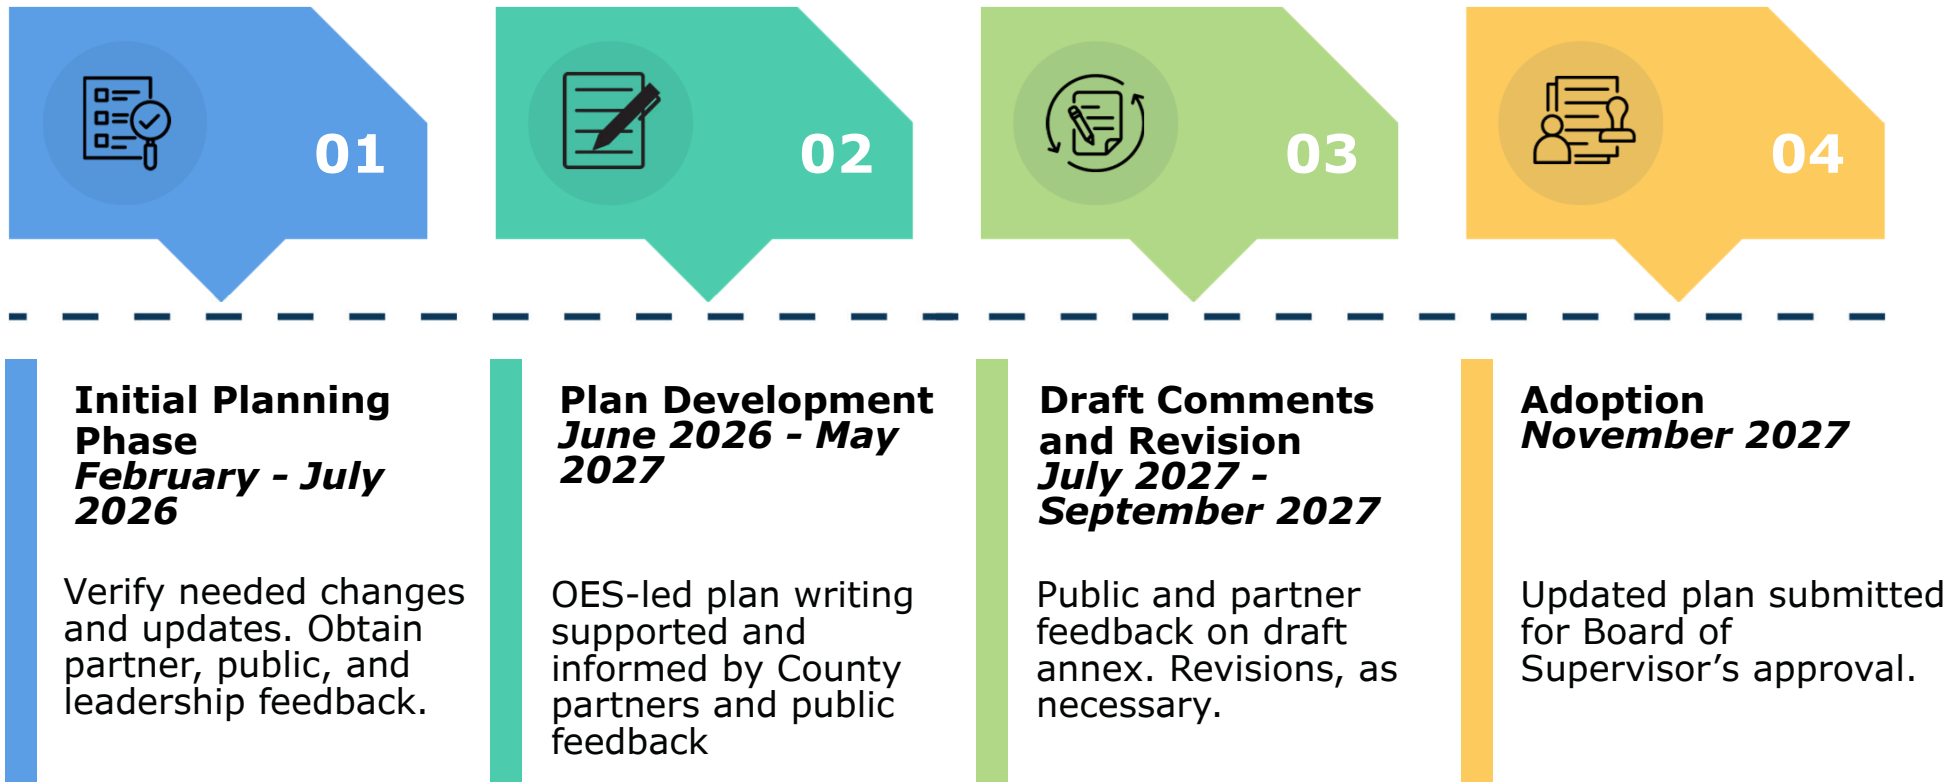 01
02
03
04
Initial Planning
Phase
February - July
2026
Verify needed changes
and updates. Obtain
partner, public, and
leadership feedback.
Plan Development
June 2026 - May
2027
OES-led plan writing
supported and
informed by County
partners and public
feedback
Draft Comments
and Revision
July 2027 -
September 2027
Public and partner
feedback on draft
annex. Revisions, as
necessary.
Adoption
November 2027
Updated plan submitted
for Board of
Supervisor’s approval.